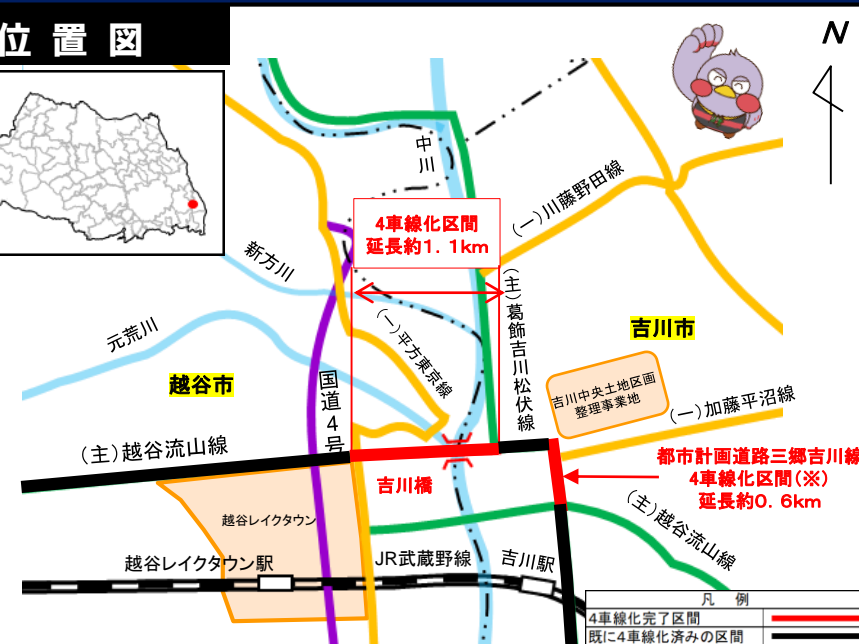 位置図
N
中川
4車線化区間
延長約1.1km
(一)川藤野田線
新方川
(主)葛飾吉川松伏線
元荒川
(一)平方東京線
吉川市
越谷市
国道4号
吉川中央土地区画
整理事業地
(一)加藤平沼線
(主)越谷流山線
都市計画道路三郷吉川線
4車線化区間(※)
延長約0.6km
吉川橋
越谷レイクタウン
(主)越谷流山線
越谷レイクタウン駅
JR武蔵野線
吉川駅
凡 例
4車線化完了区間
既に4車線化済みの区間